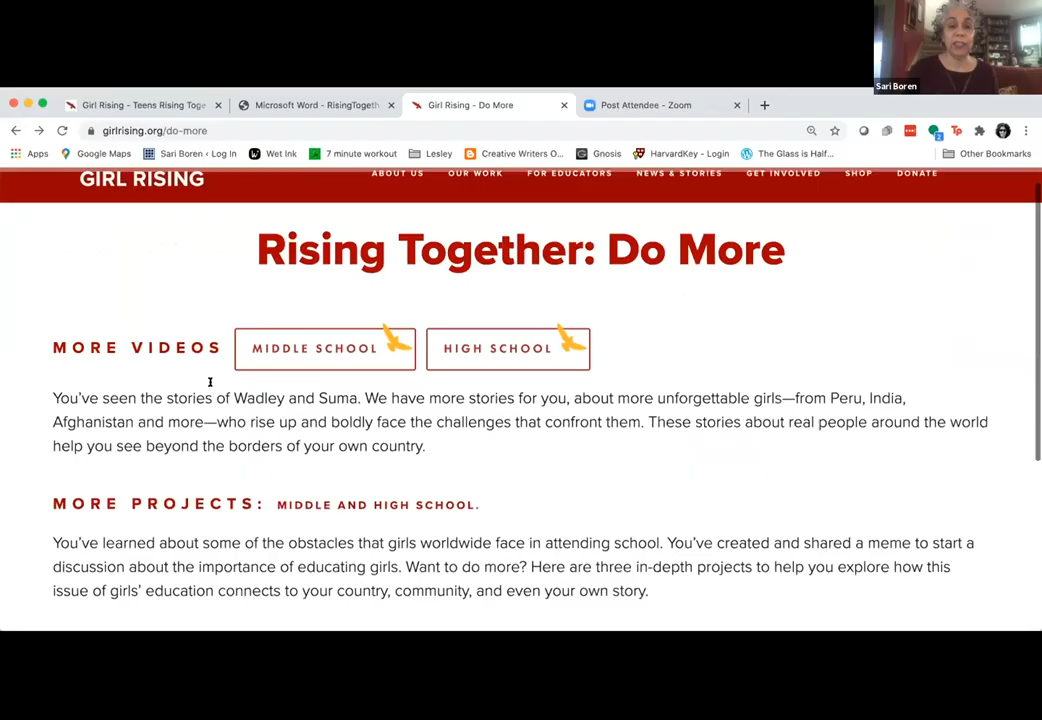 Sari Boren
Girl Rising - Teens Rising Toge
Microsoft Word - RisingTogeth
Girl Rising - Do More
Post Attendee - Zoom
girlrising.org/do-more
Apps
Google Maps
Sari Boren ‹ Log In
Wet Ink
7 minute workout
Lesley
Creative Writers O...
Gnosis
HarvardKey - Login
The Glass is Half...
Other Bookmarks
GIRL RISING
ABOUT US
OUR WORK
FOR EDUCATORS
NEWS & STORIES
GET INVOLVED
SHOP
DONATE
Rising Together: Do More
MORE VIDEOS
MIDDLE SCHOOL
HIGH SCHOOL
You've seen the stories of Wadley and Suma. We have more stories for you, about more unforgettable girls—from Peru, India,
Afghanistan and more—who rise up and boldly face the challenges that confront them. These stories about real people around the world
help you see beyond the borders of your own country.
MORE PROJECTS: MIDDLE AND HIGH SCHOOL.
You've learned about some of the obstacles that girls worldwide face in attending school. You've created and shared a meme to start a
discussion about the importance of educating girls. Want to do more? Here are three in-depth projects to help you explore how this
issue of girls' education connects to your country, community, and even your own story.